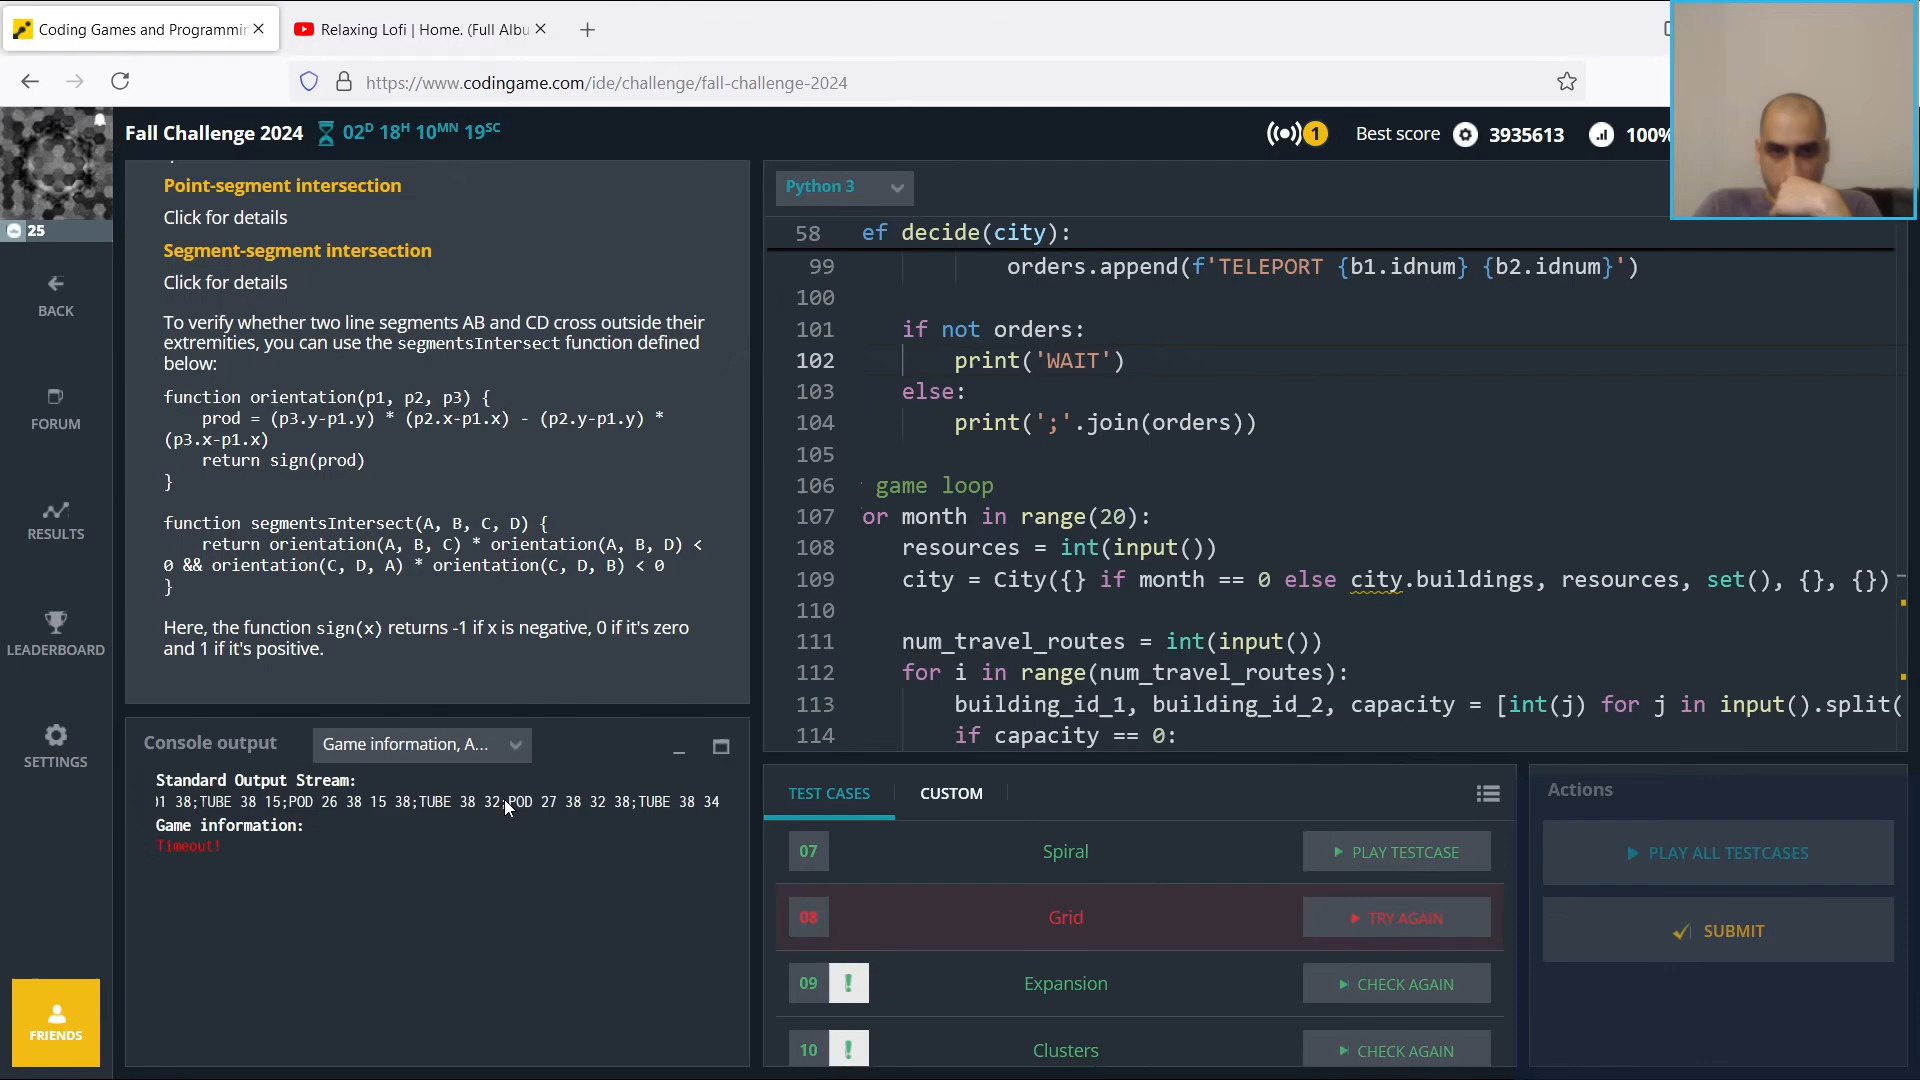 Coding Games and Programmin
Relaxing Lofi | Home. (Full Albu
https://www.codingame.com/ide/challenge/fall-challenge-2024
25
BACK
FORUM
RESULTS
LEADERBOARD
SETTINGS
FRIENDS
Fall Challenge 2024 02D 18H 10MN 19SC
1 Best score 3935613 100%
Point-segment intersection
Click for details
Segment-segment intersection
Click for details
To verify whether two line segments AB and CD cross outside their
extremities, you can use the segmentsIntersect function defined
below:
function orientation(p1, p2, p3) {
prod = (p3.y-p1.y) * (p2.x-p1.x) - (p2.y-p1.y) *
(p3.x-p1.x)
return sign(prod)
}
function segmentsIntersect(A, B, C, D) {
return orientation(A, B, C) * orientation(A, B, D) <
0 && orientation(C, D, A) * orientation(C, D, B) < 0
}
Here, the function sign(x) returns -1 if x is negative, 0 if it's zero
and 1 if it's positive.
Console output Game information, A...
Standard Output Stream:
01 38;TUBE 38 15;POD 26 38 15 38;TUBE 38 32;POD 27 38 32 38;TUBE 38 34
Game information:
Timeout!
Python 3
58 ef decide(city):
99 orders.append(f'TELEPORT {b1.idnum} {b2.idnum}')
100
101 if not orders:
102 print('WAIT')
103 else:
104 print(';'.join(orders))
105
106 game loop
107 or month in range(20):
108 resources = int(input())
109 city = City({} if month == 0 else city.buildings, resources, set(), {}, {})
110
111 num_travel_routes = int(input())
112 for i in range(num_travel_routes):
113 building_id_1, building_id_2, capacity = [int(j) for j in input().split(
114 if capacity == 0:
TEST CASES CUSTOM
07 Spiral PLAY TESTCASE
08 Grid TRY AGAIN
09 ! Expansion CHECK AGAIN
10 ! Clusters CHECK AGAIN
Actions
PLAY ALL TESTCASES
SUBMIT